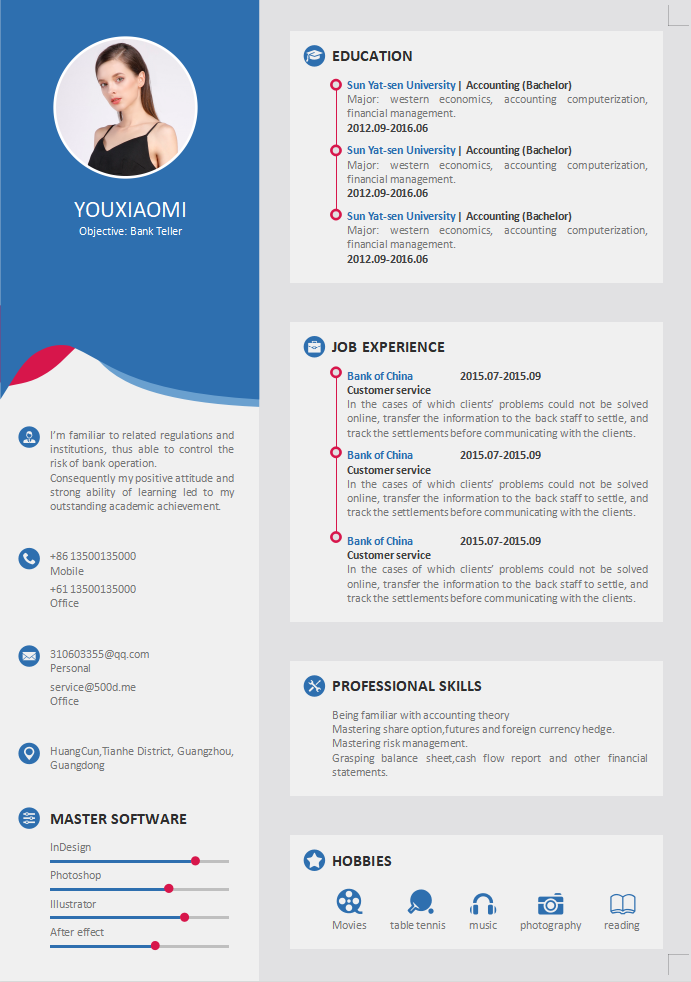 YOUXIAOMI
Objective: Bank Teller
I'm familiar to related regulations and
institutions, thus able to control the
risk of bank operation.
Consequently my positive attitude and
strong ability of learning led to my
outstanding academic achievement.
+86 13500135000
Mobile
+61 13500135000
Office
310603355@qq.com
Personal
service@500d.me
Office
HuangCun,Tianhe District, Guangzhou,
Guangdong
MASTER SOFTWARE
InDesign
Photoshop
Illustrator
After effect
EDUCATION
Sun Yat-sen University | Accounting (Bachelor)
Major: western economics, accounting computerization,
financial management.
2012.09-2016.06
Sun Yat-sen University | Accounting (Bachelor)
Major: western economics, accounting computerization,
financial management.
2012.09-2016.06
Sun Yat-sen University | Accounting (Bachelor)
Major: western economics, accounting computerization,
financial management.
2012.09-2016.06
JOB EXPERIENCE
Bank of China 2015.07-2015.09
Customer service
In the cases of which clients' problems could not be solved
online, transfer the information to the back staff to settle, and
track the settlements before communicating with the clients.
Bank of China 2015.07-2015.09
Customer service
In the cases of which clients' problems could not be solved
online, transfer the information to the back staff to settle, and
track the settlements before communicating with the clients.
Bank of China 2015.07-2015.09
Customer service
In the cases of which clients' problems could not be solved
online, transfer the information to the back staff to settle, and
track the settlements before communicating with the clients.
PROFESSIONAL SKILLS
Being familiar with accounting theory
Mastering share option,futures and foreign currency hedge.
Mastering risk management.
Grasping balance sheet,cash flow report and other financial
statements.
HOBBIES
Movies table tennis music photography reading